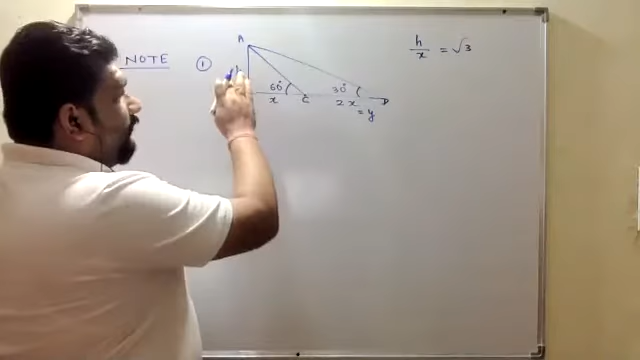 NOTE
①
A
60°
x
C
30°
2x
D
= y
h/x = √3